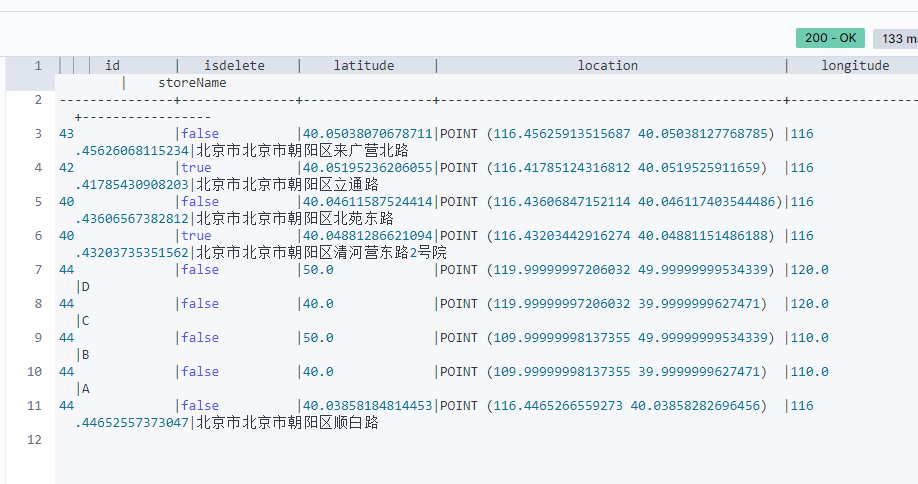 200 - OK
133 m
1 | | | id | isdelete | latitude | location | longitude
| storeName
2 ---------------+---------------+-----------------+---------------------------------------------+-----------------
+-----------------
3 43 |false |40.05038070678711|POINT (116.45625913515687 40.05038127768785) |116
.45626068115234|北京市北京市朝阳区来广营北路
4 42 |true |40.05195236206055|POINT (116.41785124316812 40.0519525911659) |116
.41785430908203|北京市北京市朝阳区立通路
5 40 |false |40.04611587524414|POINT (116.43606847152114 40.046117403544486)|116
.43606567382812|北京市北京市朝阳区北苑东路
6 40 |true |40.04881286621094|POINT (116.43203442916274 40.04881151486188) |116
.43203735351562|北京市北京市朝阳区清河营东路2号院
7 44 |false |50.0 |POINT (119.99999997206032 49.99999999534339) |120.0
|D
8 44 |false |40.0 |POINT (119.99999997206032 39.9999999627471) |120.0
|C
9 44 |false |50.0 |POINT (109.99999998137355 49.99999999534339) |110.0
|B
10 44 |false |40.0 |POINT (109.99999998137355 39.9999999627471) |110.0
|A
11 44 |false |40.03858184814453|POINT (116.4465266559273 40.03858282696456) |116
.44652557373047|北京市北京市朝阳区顺白路
12